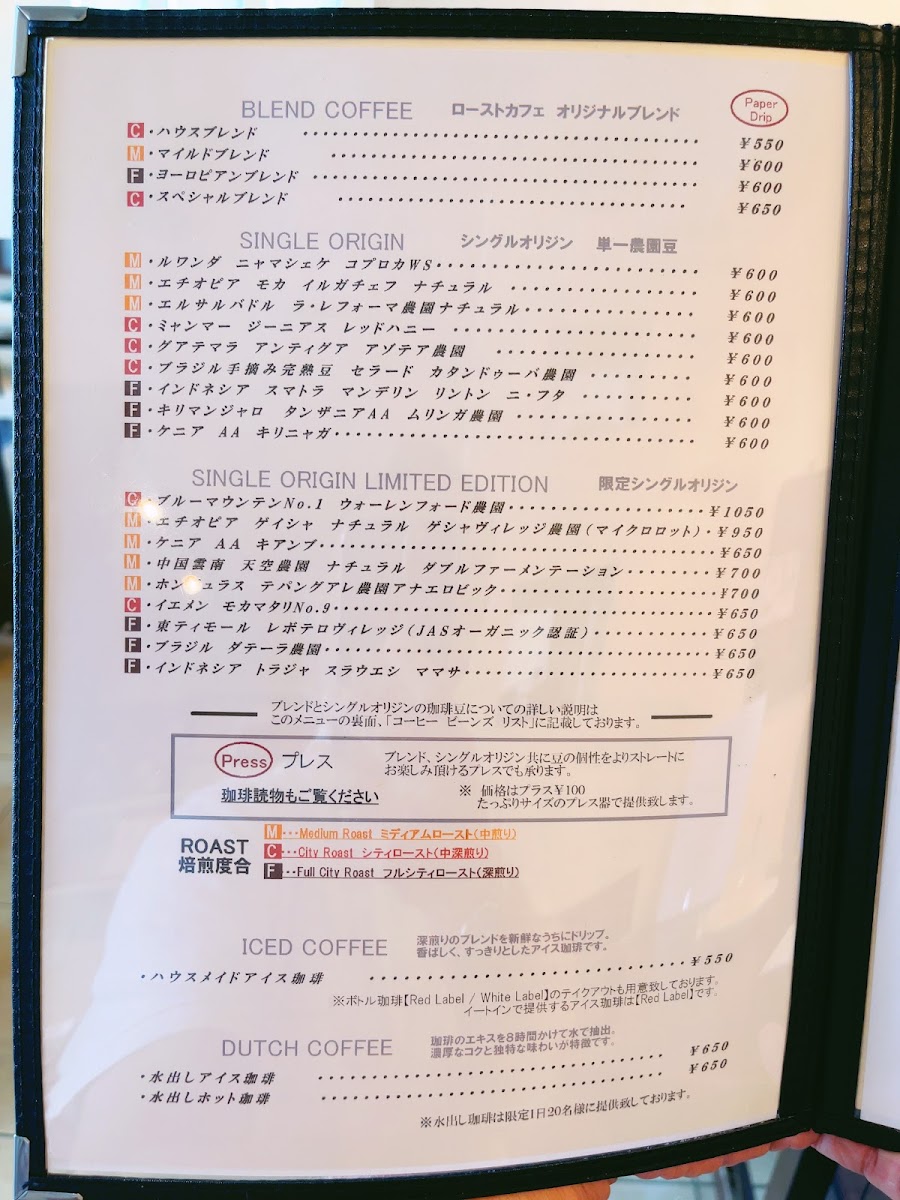 BLEND COFFEE ローストカフェ オリジナルブレンド Paper Drip
C・ハウスブレンド ¥550
M・マイルドブレンド ¥600
F・ヨーロピアンブレンド ¥600
C・スペシャルブレンド ¥650
SINGLE ORIGIN シングルオリジン 単一農園豆
M・ルワンダ ニャマシェケ コプロカWS ¥600
M・エチオピア モカ イルガチェフ ナチュラル ¥600
M・エルサルバドル ラ・レフォーマ農園ナチュラル ¥600
C・ミャンマー ジーニアス レッドハニー ¥600
C・グアテマラ アンティグア アゾテア農園 ¥600
C・ブラジル手摘み完熟豆 セラード カタンドゥーバ農園 ¥600
F・インドネシア スマトラ マンデリン リントン ニ・フタ ¥600
F・キリマンジャロ タンザニアAA ムリンガ農園 ¥600
F・ケニア AA キリニャガ ¥600
SINGLE ORIGIN LIMITED EDITION 限定シングルオリジン
C・ブルーマウンテンNo.1 ウォーレンフォード農園 ¥1050
M・エチオピア ゲイシャ ナチュラル ゲシャヴィレッジ農園(マイクロロット) ¥950
M・ケニア AA キアンブ ¥650
M・中国雲南 天空農園 ナチュラル ダブルファーメンテーション ¥700
M・ホンジュラス テパングアレ農園アナエロビック ¥700
C・イエメン モカマタリNo.9 ¥650
F・東ティモール レボテロヴィレッジ(JASオーガニック認証) ¥650
F・ブラジル ダテーラ農園 ¥650
F・インドネシア トラジャ スラウエシ ママサ ¥650
ブレンドとシングルオリジンの珈琲豆についての詳しい説明は
このメニューの裏面、「コーヒー ビーンズ リスト」に記載しております。
Press プレス
珈琲読物もご覧ください
ブレンド、シングルオリジン共に豆の個性をよりストレートに
お楽しみ頂けるプレスでも承ります。
※ 価格はプラス¥100
たっぷりサイズのプレス器で提供致します。
ROAST
焙煎度合
M・・・Medium Roast ミディアムロースト(中煎り)
C・・・City Roast シティロースト(中深煎り)
F・・・Full City Roast フルシティロースト(深煎り)
ICED COFFEE
深煎りのブレンドを新鮮なうちにドリップ。
香ばしく、すっきりとしたアイス珈琲です。
・ハウスメイドアイス珈琲 ¥550
※ボトル珈琲【Red Label / White Label】のテイクアウトも用意致しております。
イートインで提供するアイス珈琲は【Red Label】です。
DUTCH COFFEE
珈琲のエキスを8時間かけて水で抽出。
濃厚なコクと独特な味わいが特徴です。
・水出しアイス珈琲 ¥650
・水出しホット珈琲 ¥650
※水出し珈琲は限定1日20名様に提供致しております。